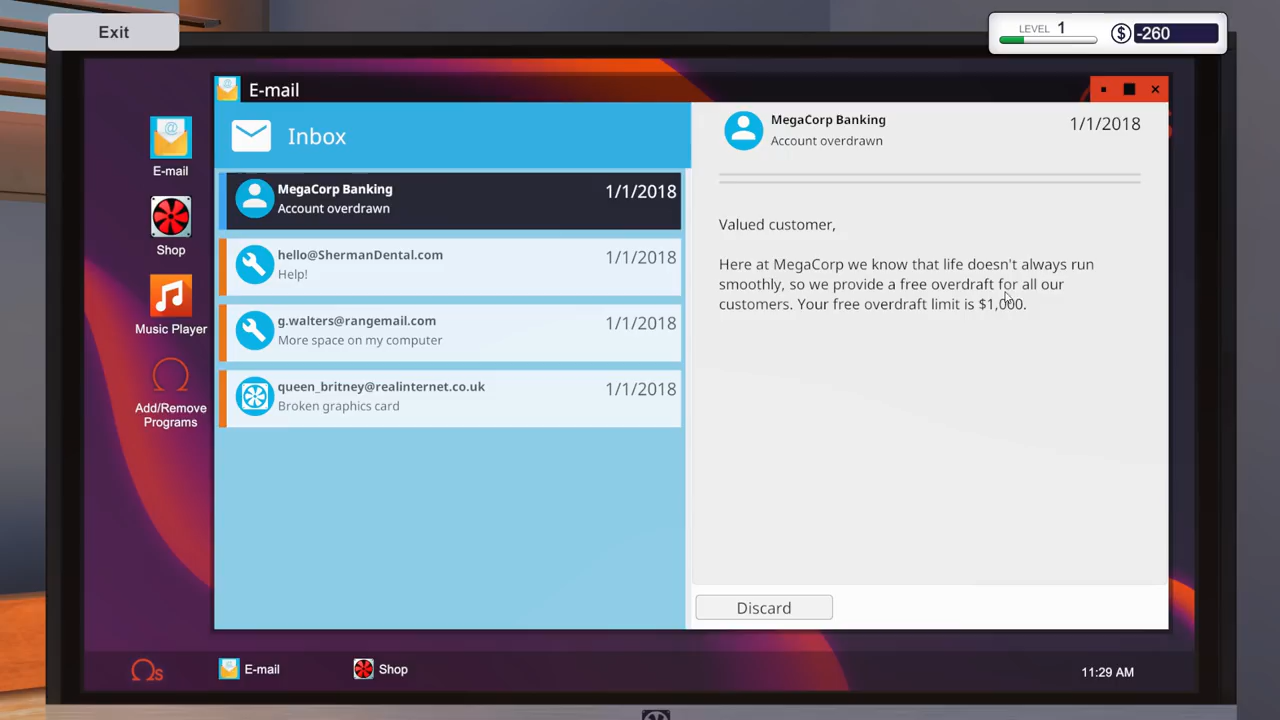 Exit
LEVEL 1
$ -260
E-mail
E-mail
Shop
Music Player
Add/Remove
Programs
Inbox
MegaCorp Banking
1/1/2018
Account overdrawn
hello@ShermanDental.com
1/1/2018
Help!
g.walters@rangemail.com
1/1/2018
More space on my computer
queen_britney@realinternet.co.uk
1/1/2018
Broken graphics card
MegaCorp Banking
1/1/2018
Account overdrawn
Valued customer,
Here at MegaCorp we know that life doesn't always run
smoothly, so we provide a free overdraft for all our
customers. Your free overdraft limit is $1,000.
Discard
Ωs
E-mail
Shop
11:29 AM